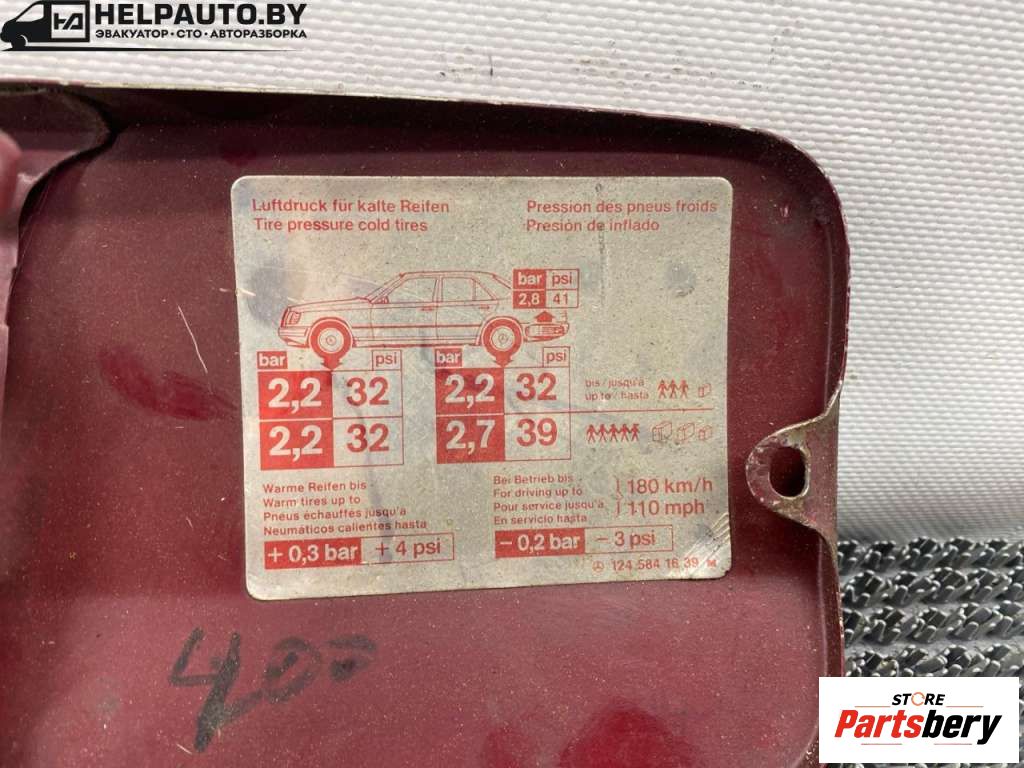 HELPAUTO.BY
ЭВАКУАТОР • СТО • АВТОРАЗБОРКА
Luftdruck für kalte Reifen
Tire pressure cold tires
Pression des pneus froids
Presión de inflado
bar psi
2,8 41
bar psi
2,2 32
2,2 32
bar psi
2,2 32
2,7 39
bis / jusqu'à
up to / hasta
Warme Reifen bis
Warm tires up to
Pneus échauffés jusqu'à
Neumáticos calientes hasta
+ 0,3 bar + 4 psi
Bei Betrieb bis
For driving up to
Pour service jusqu'a
En servicio hasta
180 km/h
110 mph
− 0,2 bar − 3 psi
124 584 16 39
400
STORE
Partsbery